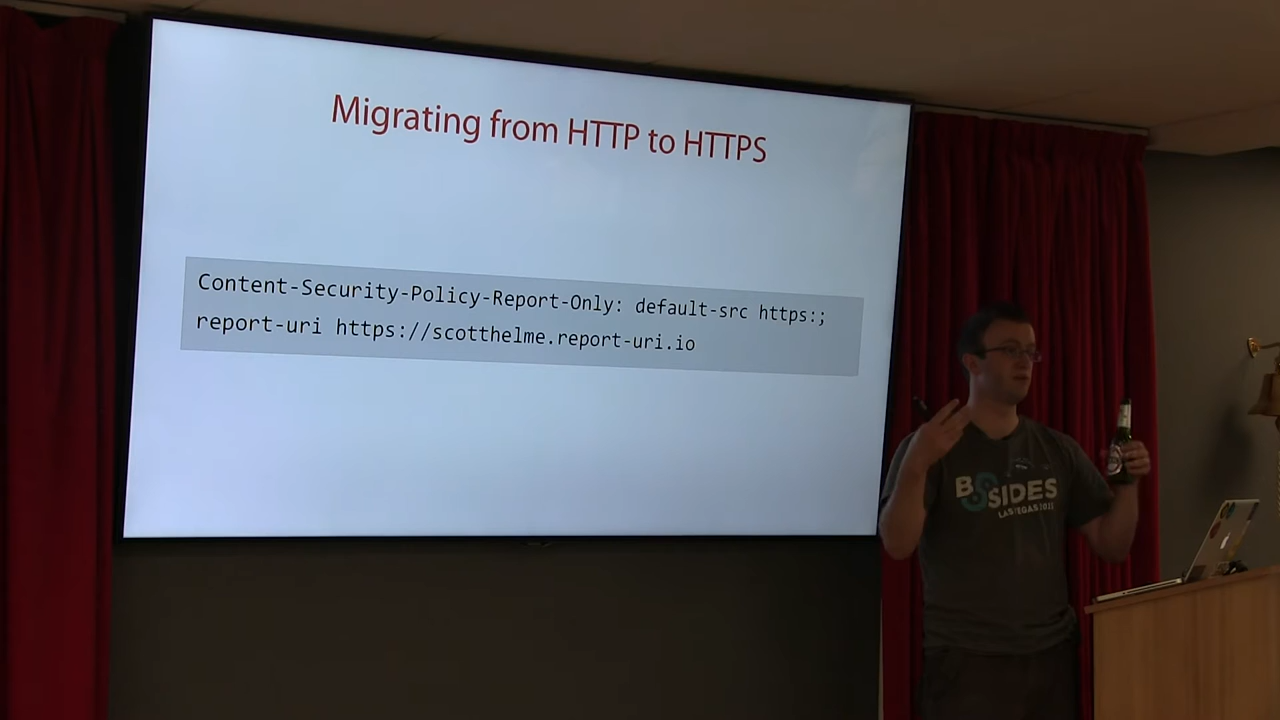 Migrating from HTTP to HTTPS
Content-Security-Policy-Report-Only: default-src https:;
report-uri https://scotthelme.report-uri.io
BSIDES
LAS VEGAS